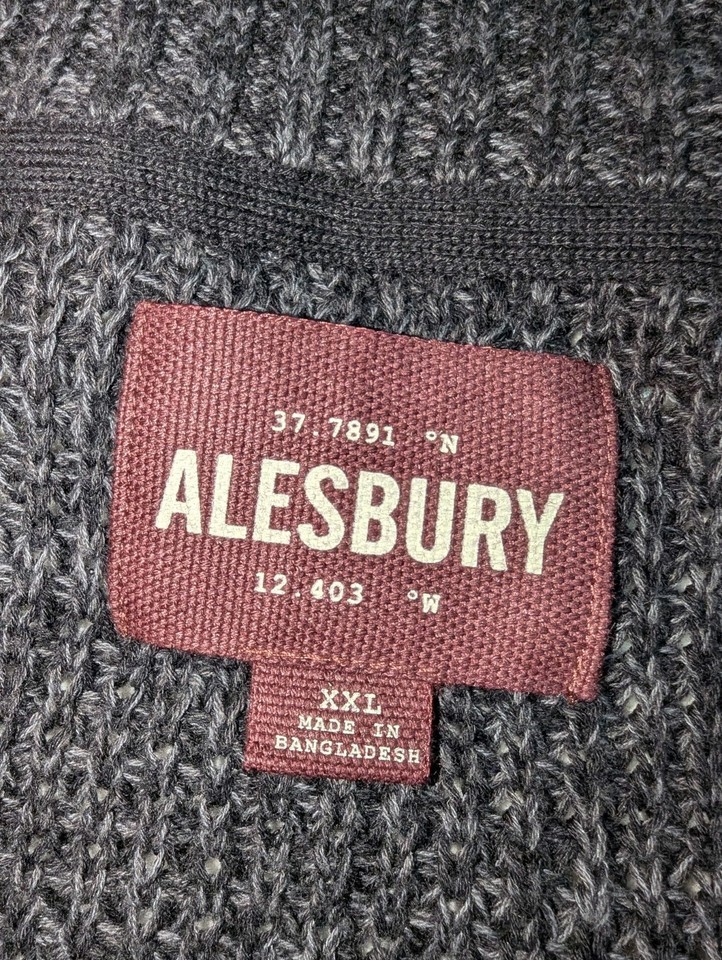 37.7891 °N
ALESBURY
12.403 °W
XXL
MADE IN
BANGLADESH